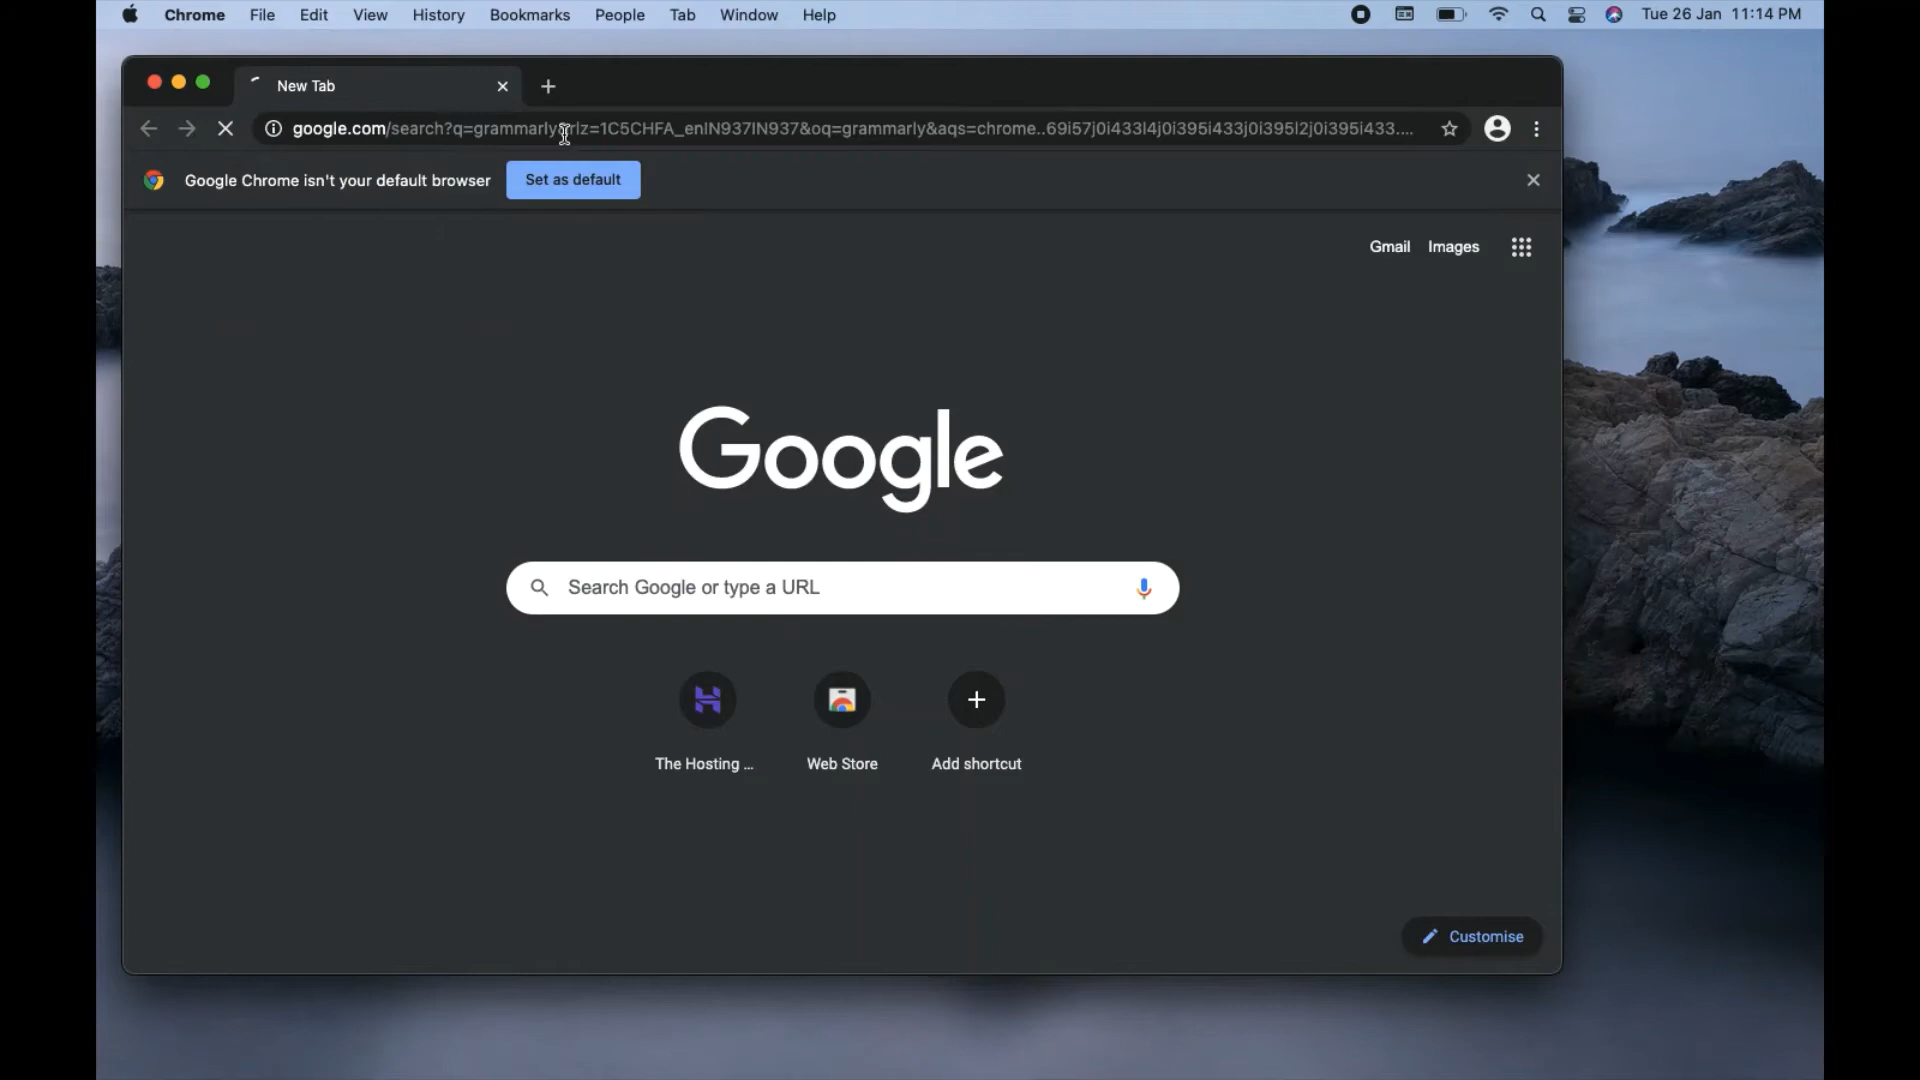 Chrome File Edit View History Bookmarks People Tab Window Help Tue 26 Jan 11:14 PM
New Tab
google.com/search?q=grammarly&rlz=1C5CHFA_enIN937IN937&oq=grammarly&aqs=chrome..69i57j0i433l4j0i395i433j0i395l2j0i395i433....
Google Chrome isn't your default browser Set as default
Gmail Images
Google
Search Google or type a URL
The Hosting ... Web Store Add shortcut
Customise